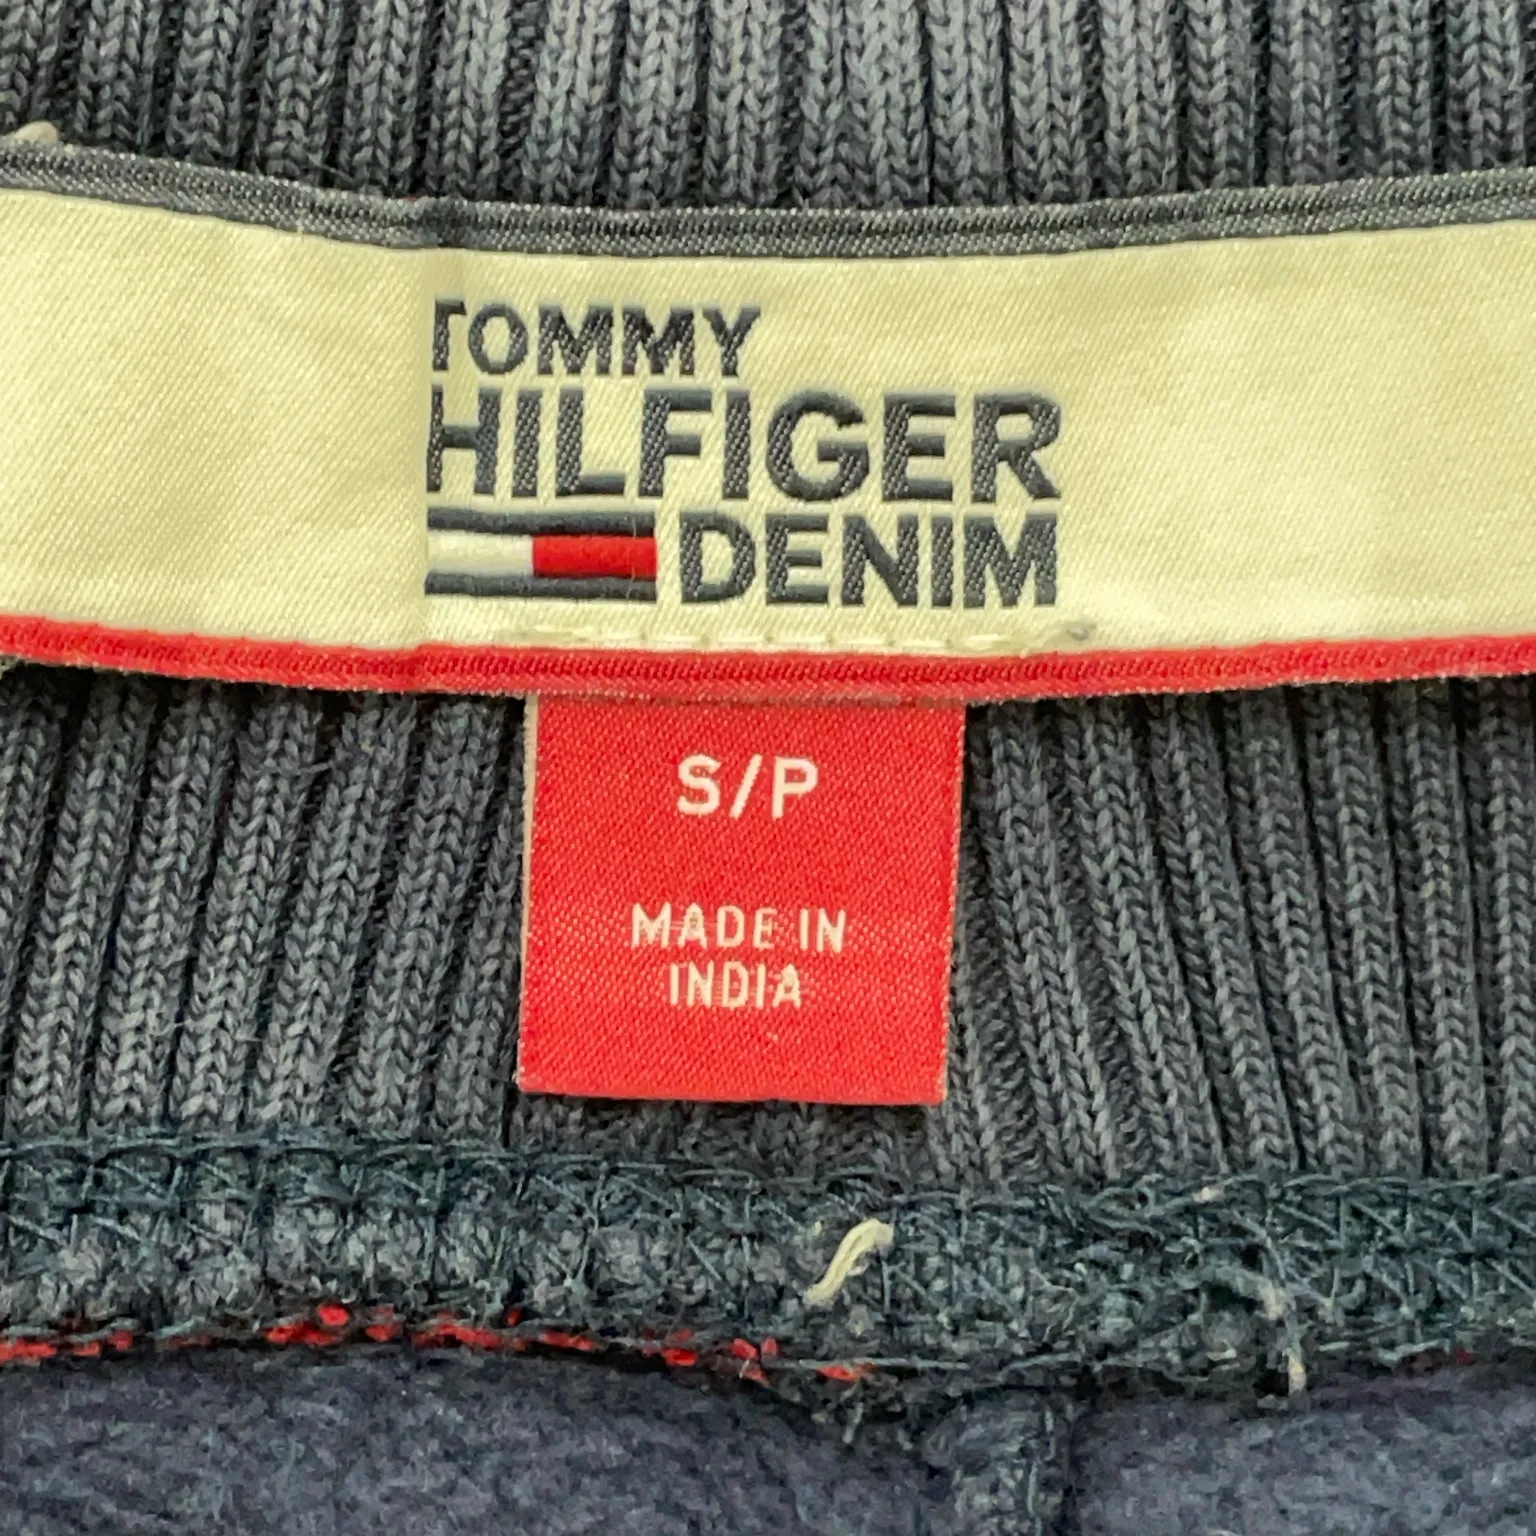 TOMMY
HILFIGER
DENIM
S/P
MADE IN
INDIA